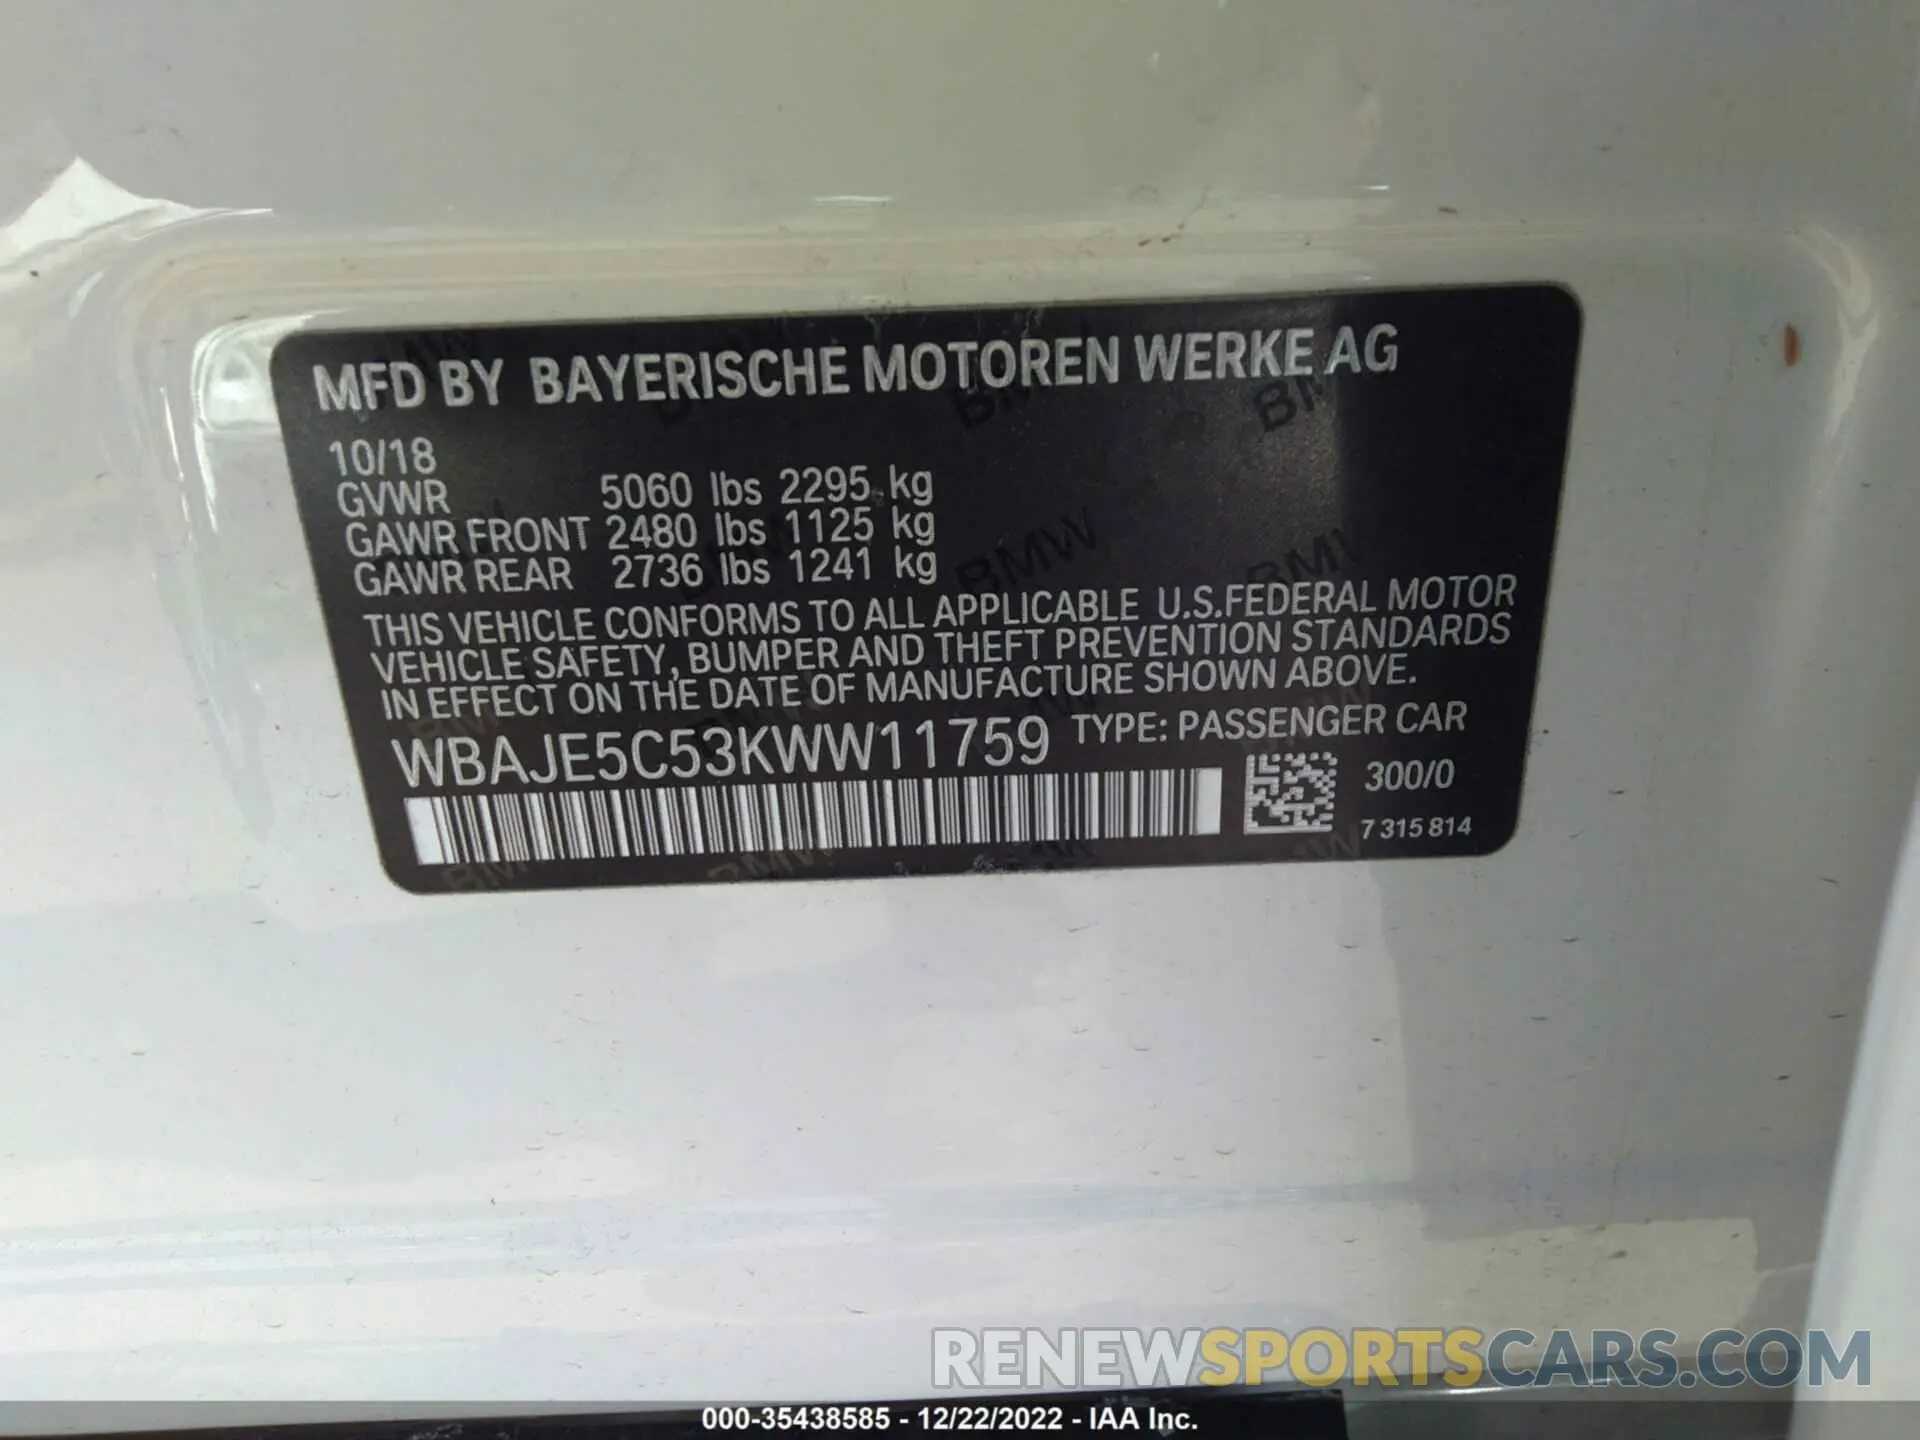 MFD BY BAYERISCHE MOTOREN WERKE AG
10/18
GVWR 5060 lbs 2295 kg
GAWR FRONT 2480 lbs 1125 kg
GAWR REAR 2736 lbs 1241 kg
THIS VEHICLE CONFORMS TO ALL APPLICABLE U.S.FEDERAL MOTOR
VEHICLE SAFETY, BUMPER AND THEFT PREVENTION STANDARDS
IN EFFECT ON THE DATE OF MANUFACTURE SHOWN ABOVE.
WBAJE5C53KWW11759 TYPE: PASSENGER CAR
300/0
7 315 814
RENEWSPORTSCARS.COM
000-35438585 - 12/22/2022 - IAA Inc.